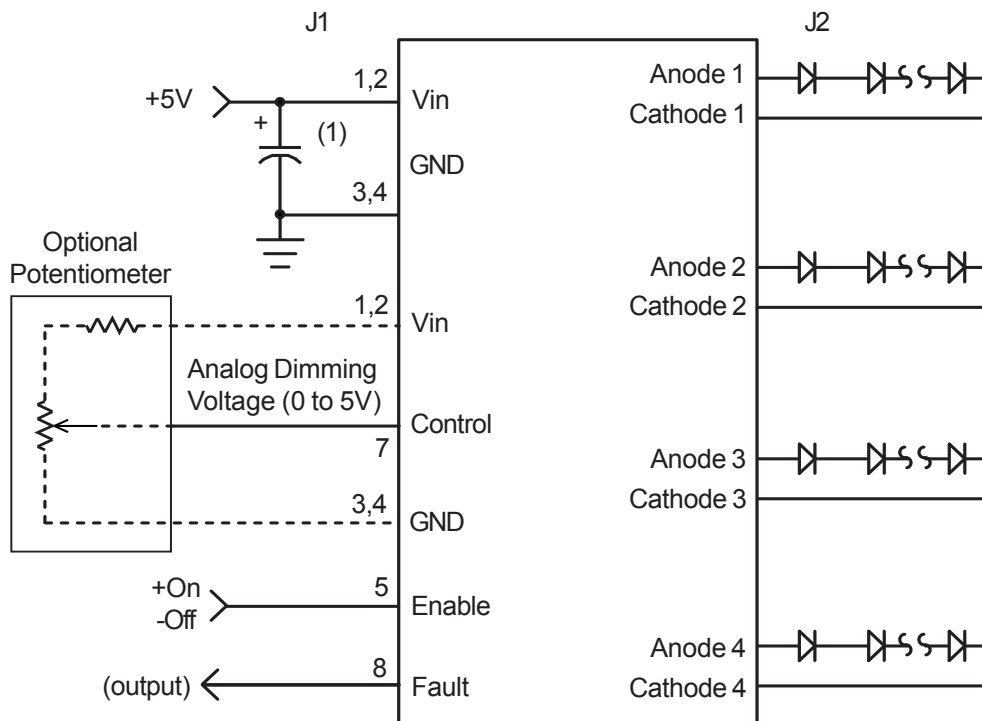 J1
J2
+5V
+
(1)
1,2
Vin
GND
3,4
Optional
Potentiometer
1,2
Vin
Analog Dimming
Voltage (0 to 5V)
Control
7
3,4
GND
+On
-Off
5
Enable
(output)
8
Fault
Anode 1
Cathode 1
Anode 2
Cathode 2
Anode 3
Cathode 3
Anode 4
Cathode 4